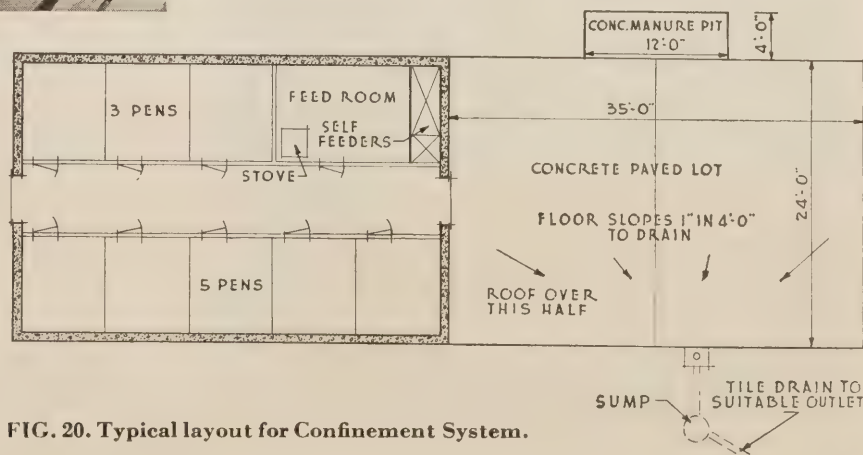 CONC. MANURE PIT
12'-0"
4'-0"
3 PENS
FEED ROOM
SELF
FEEDERS
STOVE
35'-0"
CONCRETE PAVED LOT
24'-0"
FLOOR SLOPES 1" IN 4'-0"
TO DRAIN
5 PENS
ROOF OVER
THIS HALF
SUMP
TILE DRAIN TO
SUITABLE OUTLET
FIG. 20. Typical layout for Confinement System.